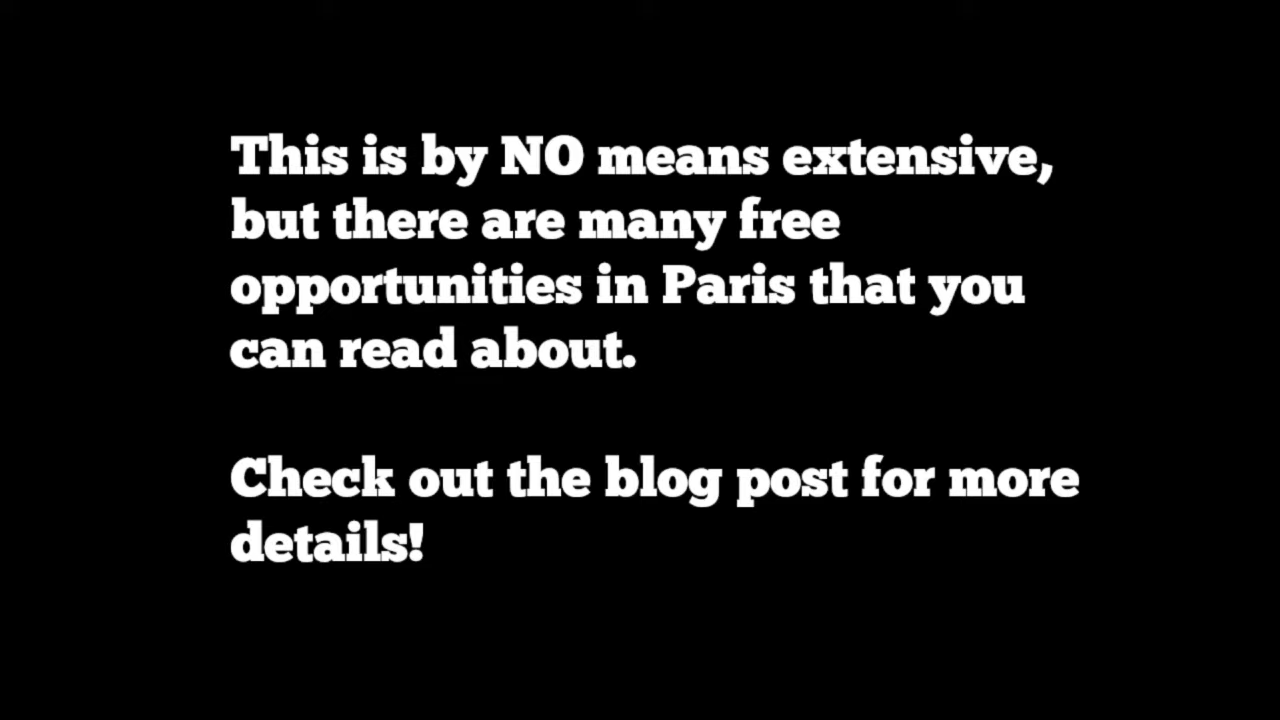 This is by NO means extensive,
but there are many free
opportunities in Paris that you
can read about.
Check out the blog post for more
details!